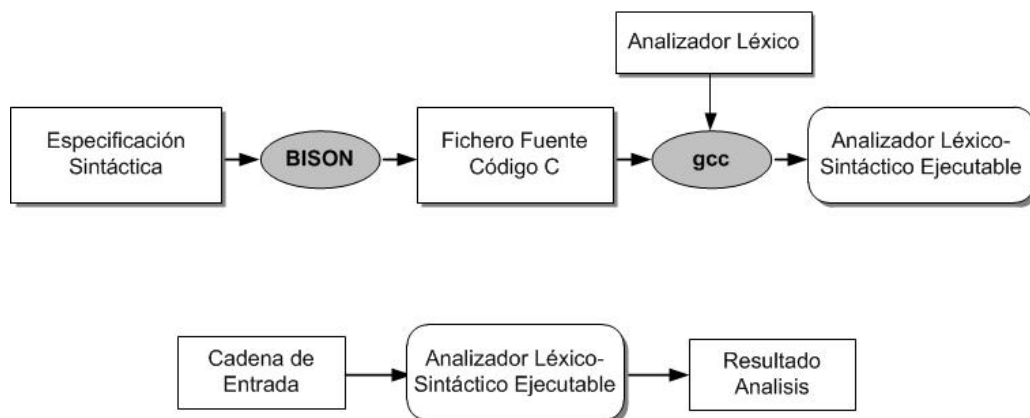 Analizador Léxico
Especificación
Sintáctica
BISON
Fichero Fuente
Código C
gcc
Analizador Léxico-
Sintáctico Ejecutable
Cadena de
Entrada
Analizador Léxico-
Sintáctico Ejecutable
Resultado
Analisis